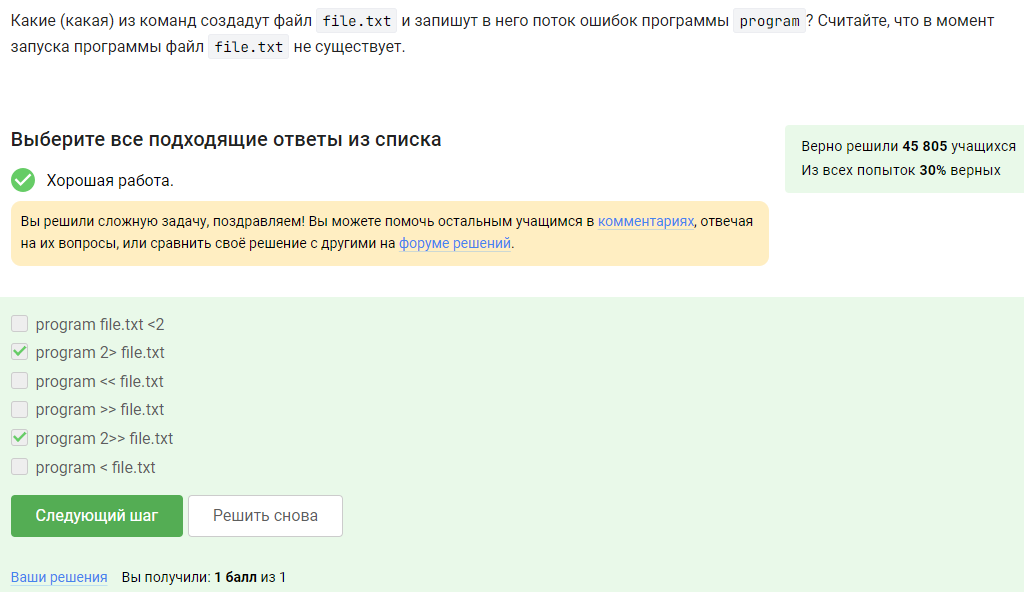 Какие (какая) из команд создадут файл file.txt и запишут в него поток ошибок программы program? Считайте, что в момент
запуска программы файл file.txt не существует.
Выберите все подходящие ответы из списка
Верно решили 45 805 учащихся
Из всех попыток 30% верных
Хорошая работа.
Вы решили сложную задачу, поздравляем! Вы можете помочь остальным учащимся в комментариях, отвечая
на их вопросы, или сравнить своё решение с другими на форуме решений.
program file.txt <2
program 2> file.txt
program << file.txt
program >> file.txt
program 2>> file.txt
program < file.txt
Следующий шаг Решить снова
Ваши решения Вы получили: 1 балл из 1